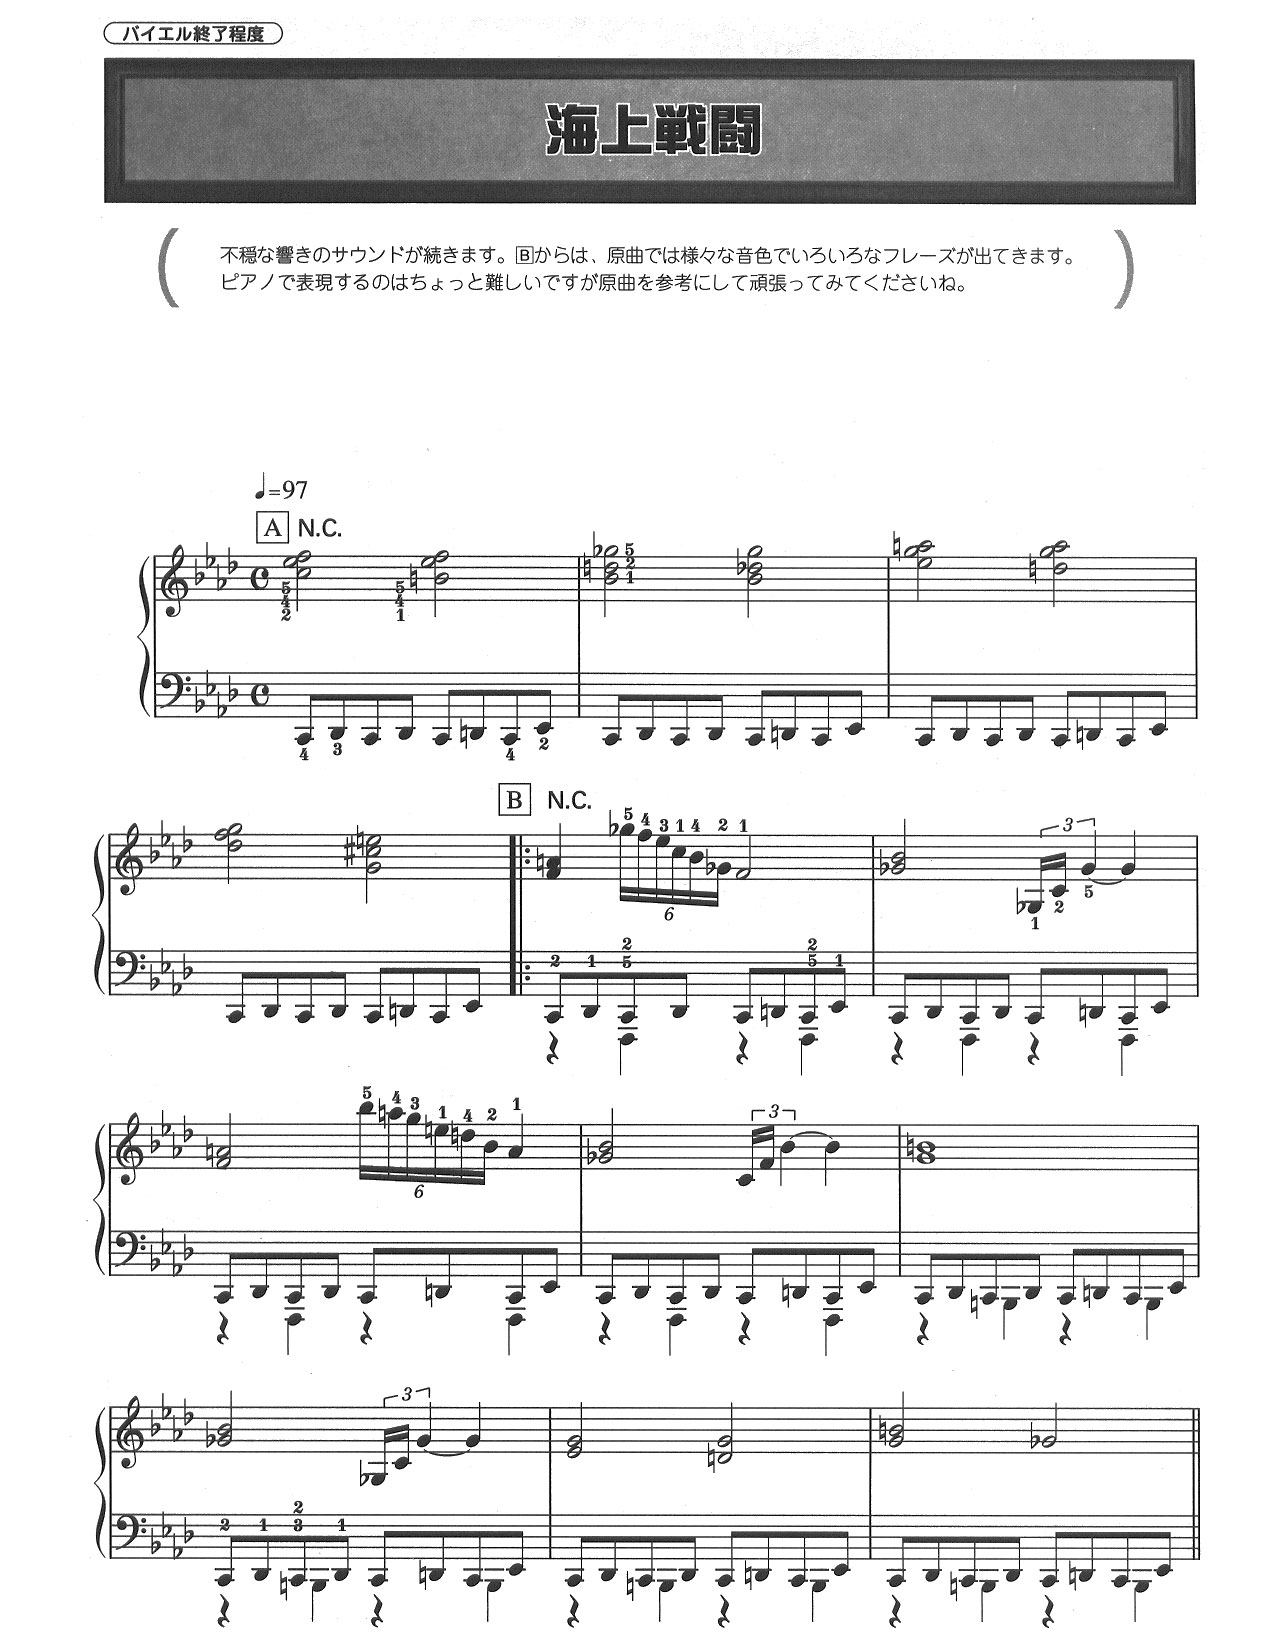 バイエル終了程度
海上戦闘
不穏な響きのサウンドが続きます。Bからは、原曲では様々な音色でいろいろなフレーズが出てきます。
ピアノで表現するのはちょっと難しいですが原曲を参考にして頑張ってみてくださいね。
♩=97
A N.C.
5 5 5
4 4 2
2 1 1
4 3 4 2
B N.C.
5 4 3 1 4 2 1
3
6
1 2 5
2 1 2 5 2 5 1
5 4 3 1 4 2 1
3
6
3
2 1 2 3 1